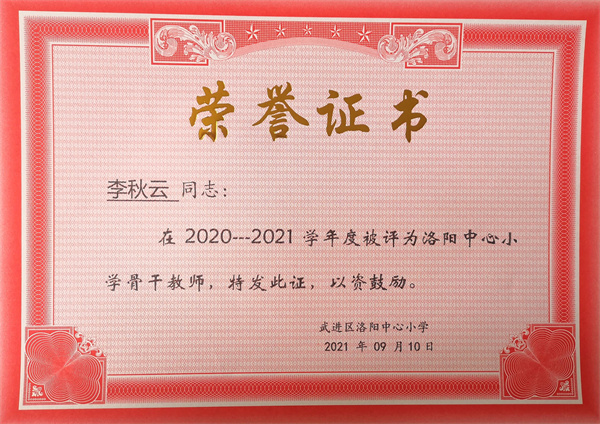 荣誉证书
李秋云 同志：
在 2020---2021 学年度被评为洛阳中心小
学骨干教师，特发此证，以资鼓励。
武进区洛阳中心小学
2021 年 09 月 10 日